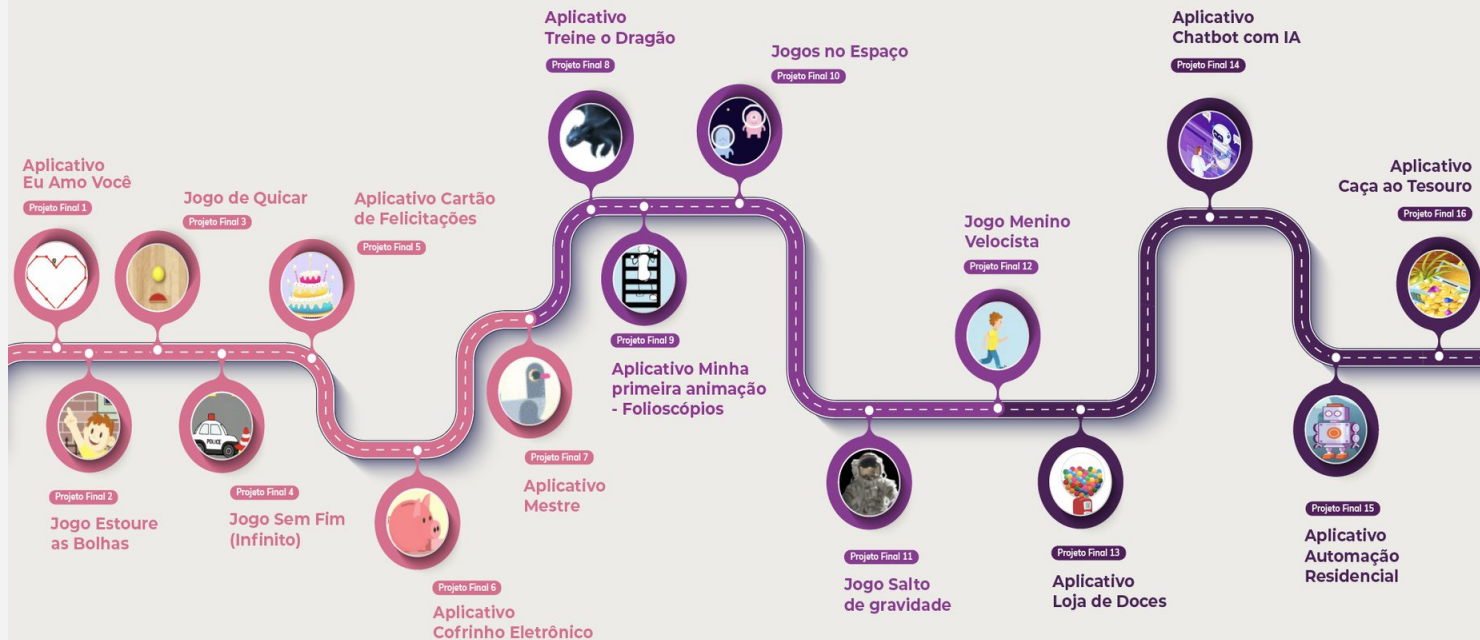 Aplicativo
Eu Amo Você
Projeto Final 1
Projeto Final 2
Jogo Estoure
as Bolhas
Jogo de Quicar
Projeto Final 3
Projeto Final 4
Jogo Sem Fim
(Infinito)
Aplicativo Cartão
de Felicitações
Projeto Final 5
Projeto Final 6
Aplicativo
Cofrinho Eletrônico
Projeto Final 7
Aplicativo
Mestre
Aplicativo
Treine o Dragão
Projeto Final 8
Projeto Final 9
Aplicativo Minha
primeira animação
- Folioscópios
Jogos no Espaço
Projeto Final 10
Projeto Final 11
Jogo Salto
de gravidade
Jogo Menino
Velocista
Projeto Final 12
Projeto Final 13
Aplicativo
Loja de Doces
Aplicativo
Chatbot com IA
Projeto Final 14
Projeto Final 15
Aplicativo
Automação
Residencial
Aplicativo
Caça ao Tesouro
Projeto Final 16
POLICE